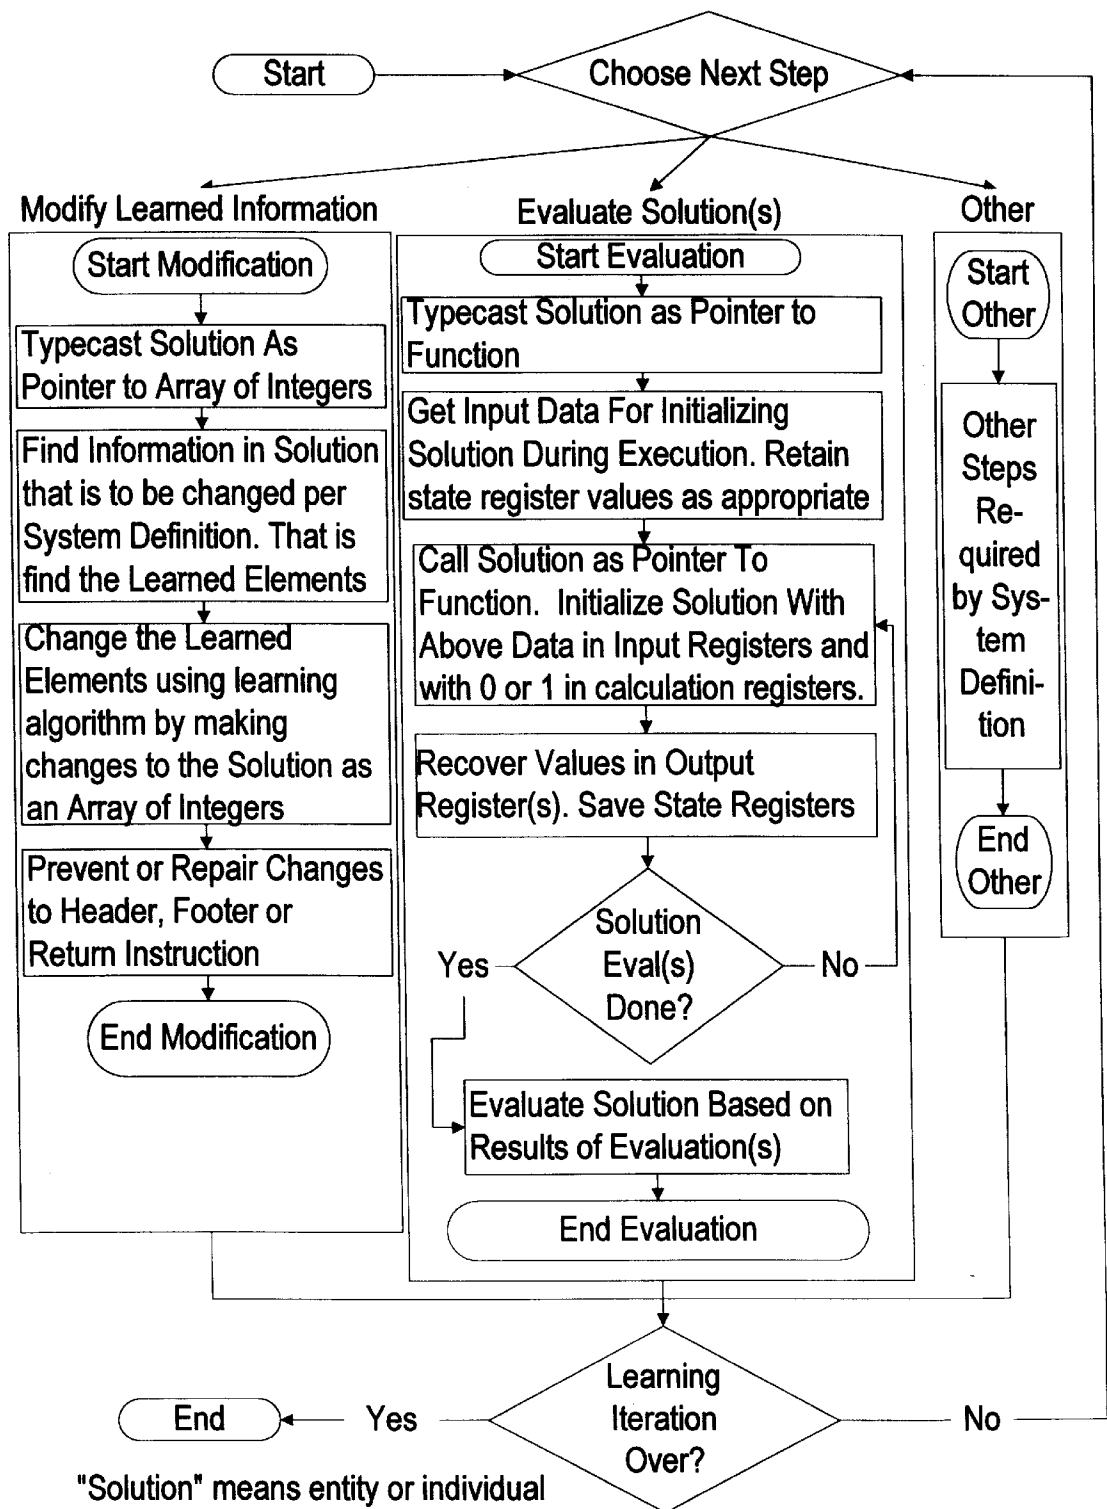 Start
Choose Next Step
Modify Learned Information
Evaluate Solution(s)
Other
Start Modification
Typecast Solution As
Pointer to Array of Integers
Find Information in Solution
that is to be changed per
System Definition. That is
find the Learned Elements
Change the Learned
Elements using learning
algorithm by making
changes to the Solution as
an Array of Integers
Prevent or Repair Changes
to Header, Footer or
Return Instruction
End Modification
Start Evaluation
Typecast Solution as Pointer to
Function
Get Input Data For Initializing
Solution During Execution. Retain
state register values as appropriate
Call Solution as Pointer To
Function. Initialize Solution With
Above Data in Input Registers and
with 0 or 1 in calculation registers.
Recover Values in Output
Register(s). Save State Registers
Solution
Eval(s)
Done?
Yes
No
Evaluate Solution Based on
Results of Evaluation(s)
End Evaluation
Start
Other
Other
Steps
Re-
quired
by Sys-
tem
Defini-
tion
End
Other
Learning
Iteration
Over?
Yes
No
End
"Solution" means entity or individual